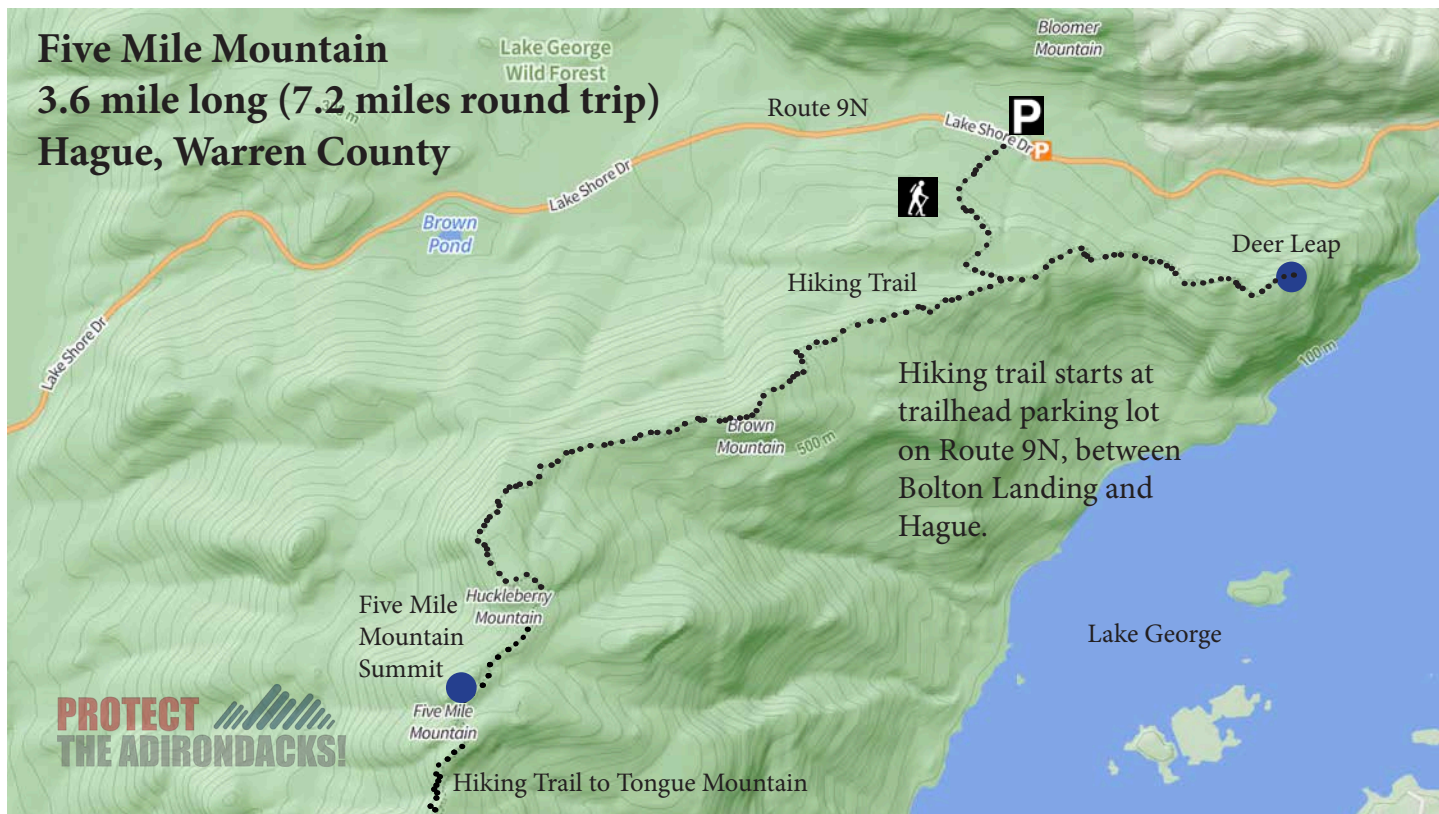 Five Mile Mountain
3.6 mile long (7.2 miles round trip)
Hague, Warren County
Lake George
Wild Forest
Bloomer
Mountain
Route 9N
Lake Shore Dr
P
P
Lake Shore Dr
Brown
Pond
Deer Leap
Hiking Trail
Lake Shore Dr
100 m
Hiking trail starts at
trailhead parking lot
on Route 9N, between
Bolton Landing and
Hague.
Brown
Mountain
500 m
Five Mile
Mountain
Summit
Huckleberry
Mountain
Lake George
Five Mile
Mountain
PROTECT
THE ADIRONDACKS!
Hiking Trail to Tongue Mountain